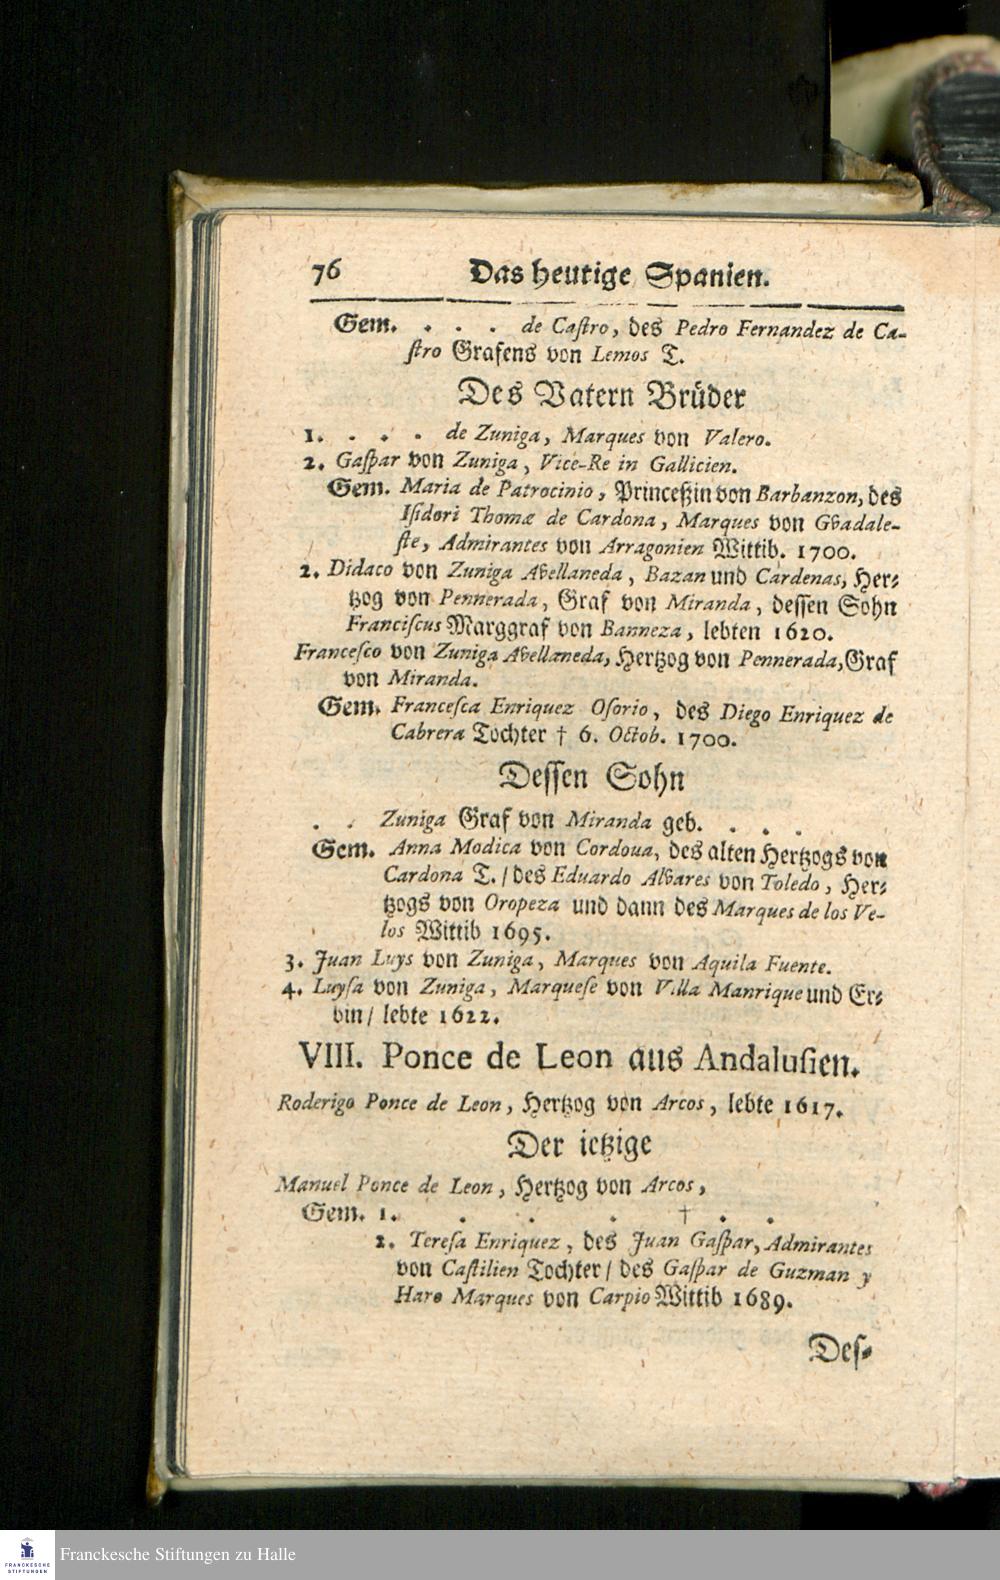 76 Das heutige Spanien.
Gem. . . . de Caſtro, des Pedro Fernandez de Ca-
ſtro Grafens von Lemos T.
Des Vatern Brüder
1. . . . de Zuniga, Marques von Valero.
2. Gaſpar von Zuniga, Vice-Re in Gallicien.
Gem. Maria de Patrocinio, Princeßin von Barbanzon, des
Iſidori Thomæ de Cardona, Marques von Gvadale-
ſte, Admirantes von Arragonien Wittib. 1700.
2. Didaco von Zuniga Avellaneda, Bazan und Cardenas, Her-
tzog von Pennerada, Graf von Miranda, deſſen Sohn
Franciſcus Marggraf von Banneza, lebten 1620.
Franceſco von Zuniga Avellaneda, Hertzog von Pennerada, Graf
von Miranda.
Gem. Franceſca Enriquez Oſorio, des Diego Enriquez de
Cabrera Tochter † 6. Octob. 1700.
Deſſen Sohn
. . Zuniga Graf von Miranda geb. . . .
Gem. Anna Modica von Cordoua, des alten Hertzogs von
Cardona T. / des Eduardo Alvares von Toledo, Her-
tzogs von Oropeza und dann des Marques de los Ve-
los Wittib 1695.
3. Juan Luys von Zuniga, Marques von Aquila Fuente.
4. Luyſa von Zuniga, Marqueſe von Villa Manrique und Er-
bin / lebte 1622.
VIII. Ponce de Leon aus Andaluſien.
Roderigo Ponce de Leon, Hertzog von Arcos, lebte 1617.
Der ietzige
Manuel Ponce de Leon, Hertzog von Arcos,
Gem. 1. . . . † . .
2. Tereſa Enriquez, des Juan Gaſpar, Admirantes
von Caſtilien Tochter / des Gaſpar de Guzman y
Haro Marques von Carpio Wittib 1689.
Deſ-
FRANCKESCHE
STIFTUNGEN
Franckesche Stiftungen zu Halle